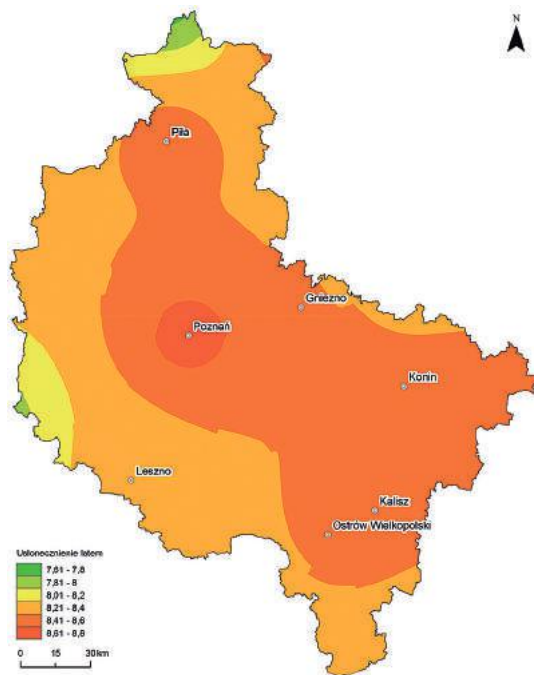 N
Piła
Gniezno
Poznań
Konin
Leszno
Kalisz
Ostrów Wielkopolski
Usłonecznienie latem
7,61 - 7,8
7,81 - 8
8,01 - 8,2
8,21 - 8,4
8,41 - 8,6
8,61 - 8,8
0 15 30km